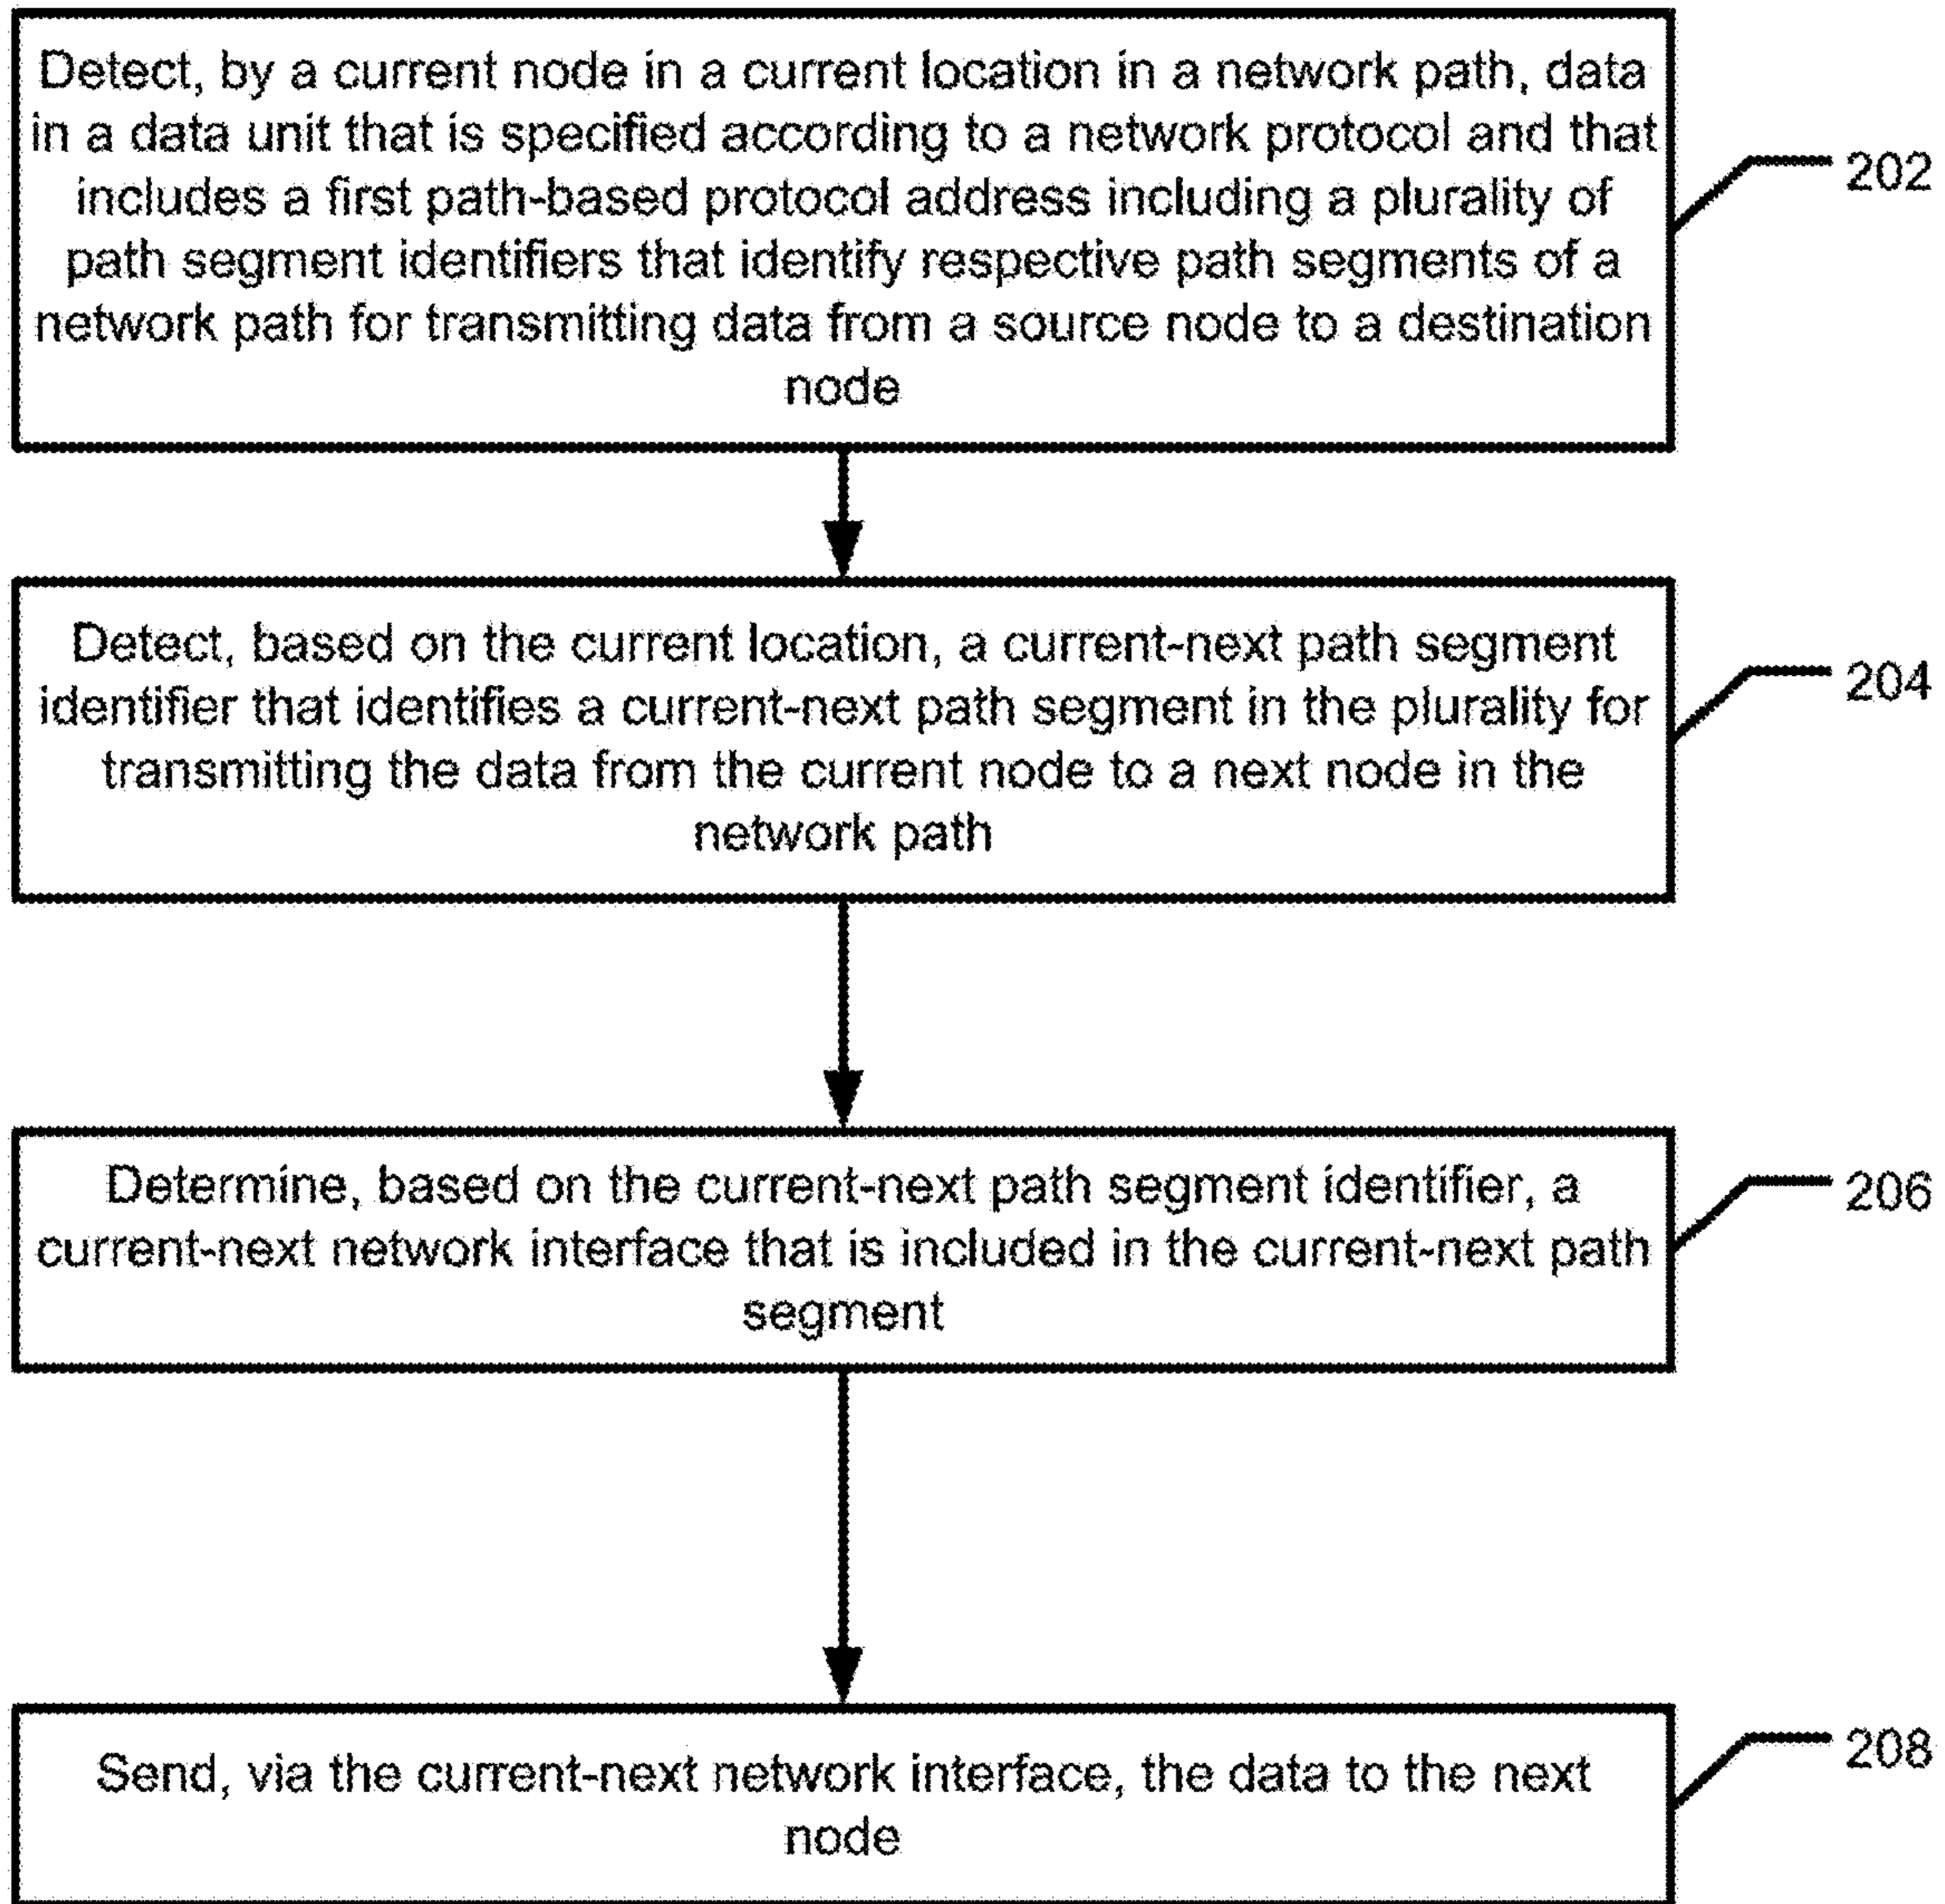 Detect, by a current node in a current location in a network path, data
in a data unit that is specified according to a network protocol and that
includes a first path-based protocol address including a plurality of
path segment identifiers that identify respective path segments of a
network path for transmitting data from a source node to a destination
node
202
Detect, based on the current location, a current-next path segment
identifier that identifies a current-next path segment in the plurality for
transmitting the data from the current node to a next node in the
network path
204
Determine, based on the current-next path segment identifier, a
current-next network interface that is included in the current-next path
segment
206
Send, via the current-next network interface, the data to the next
node
208